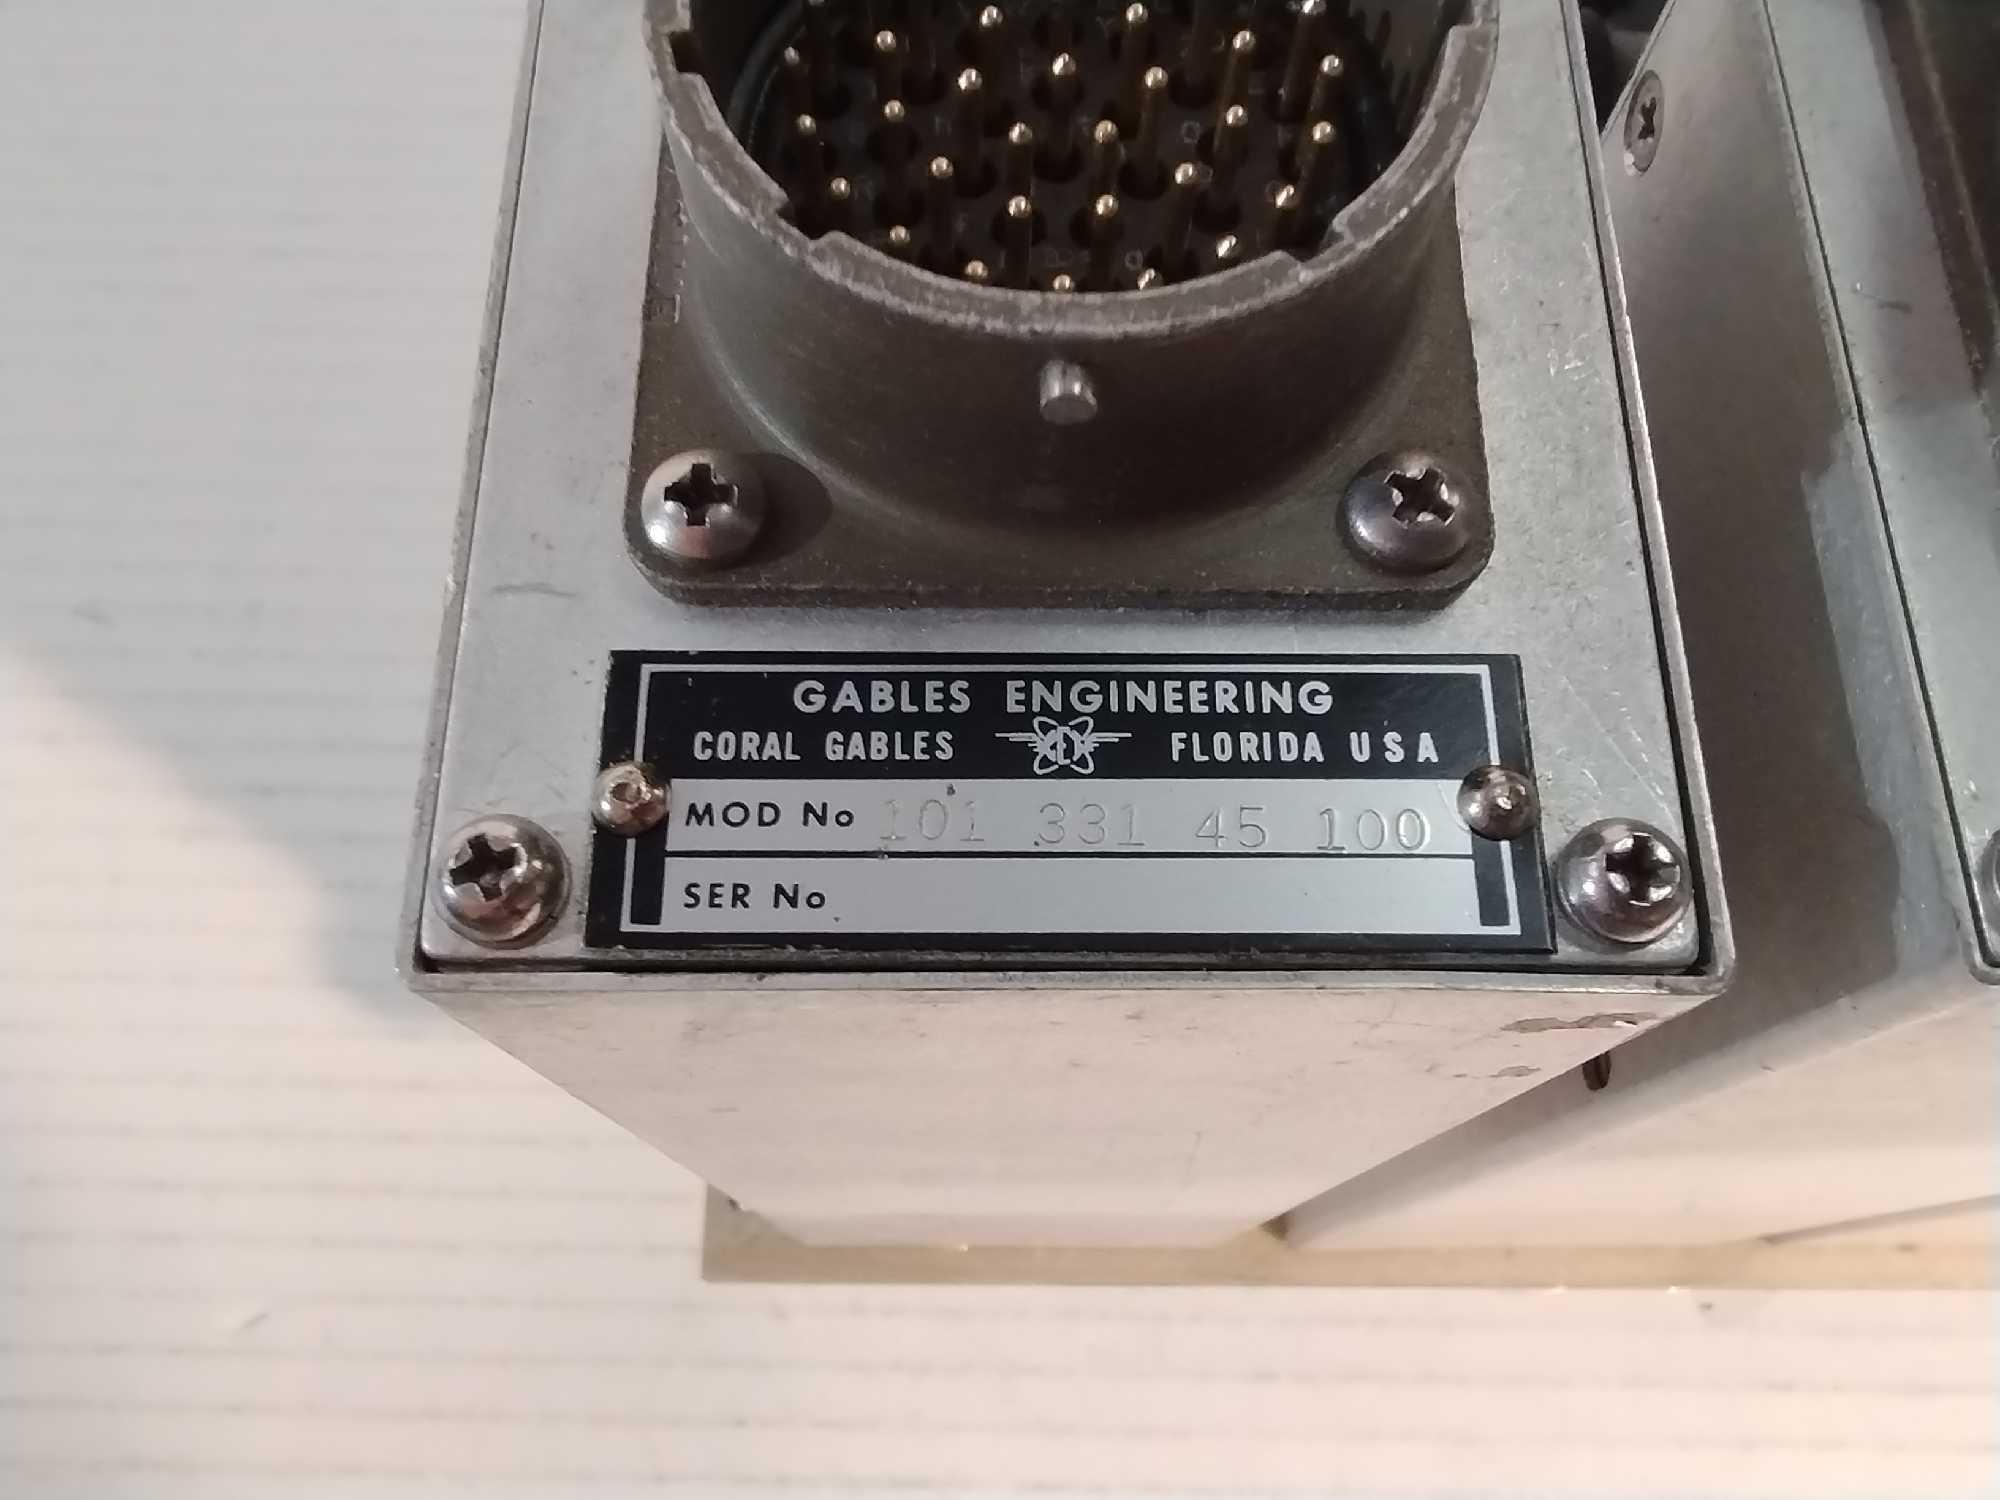 GABLES ENGINEERING
CORAL GABLES FLORIDA USA
MOD No 101 331 45 100
SER No